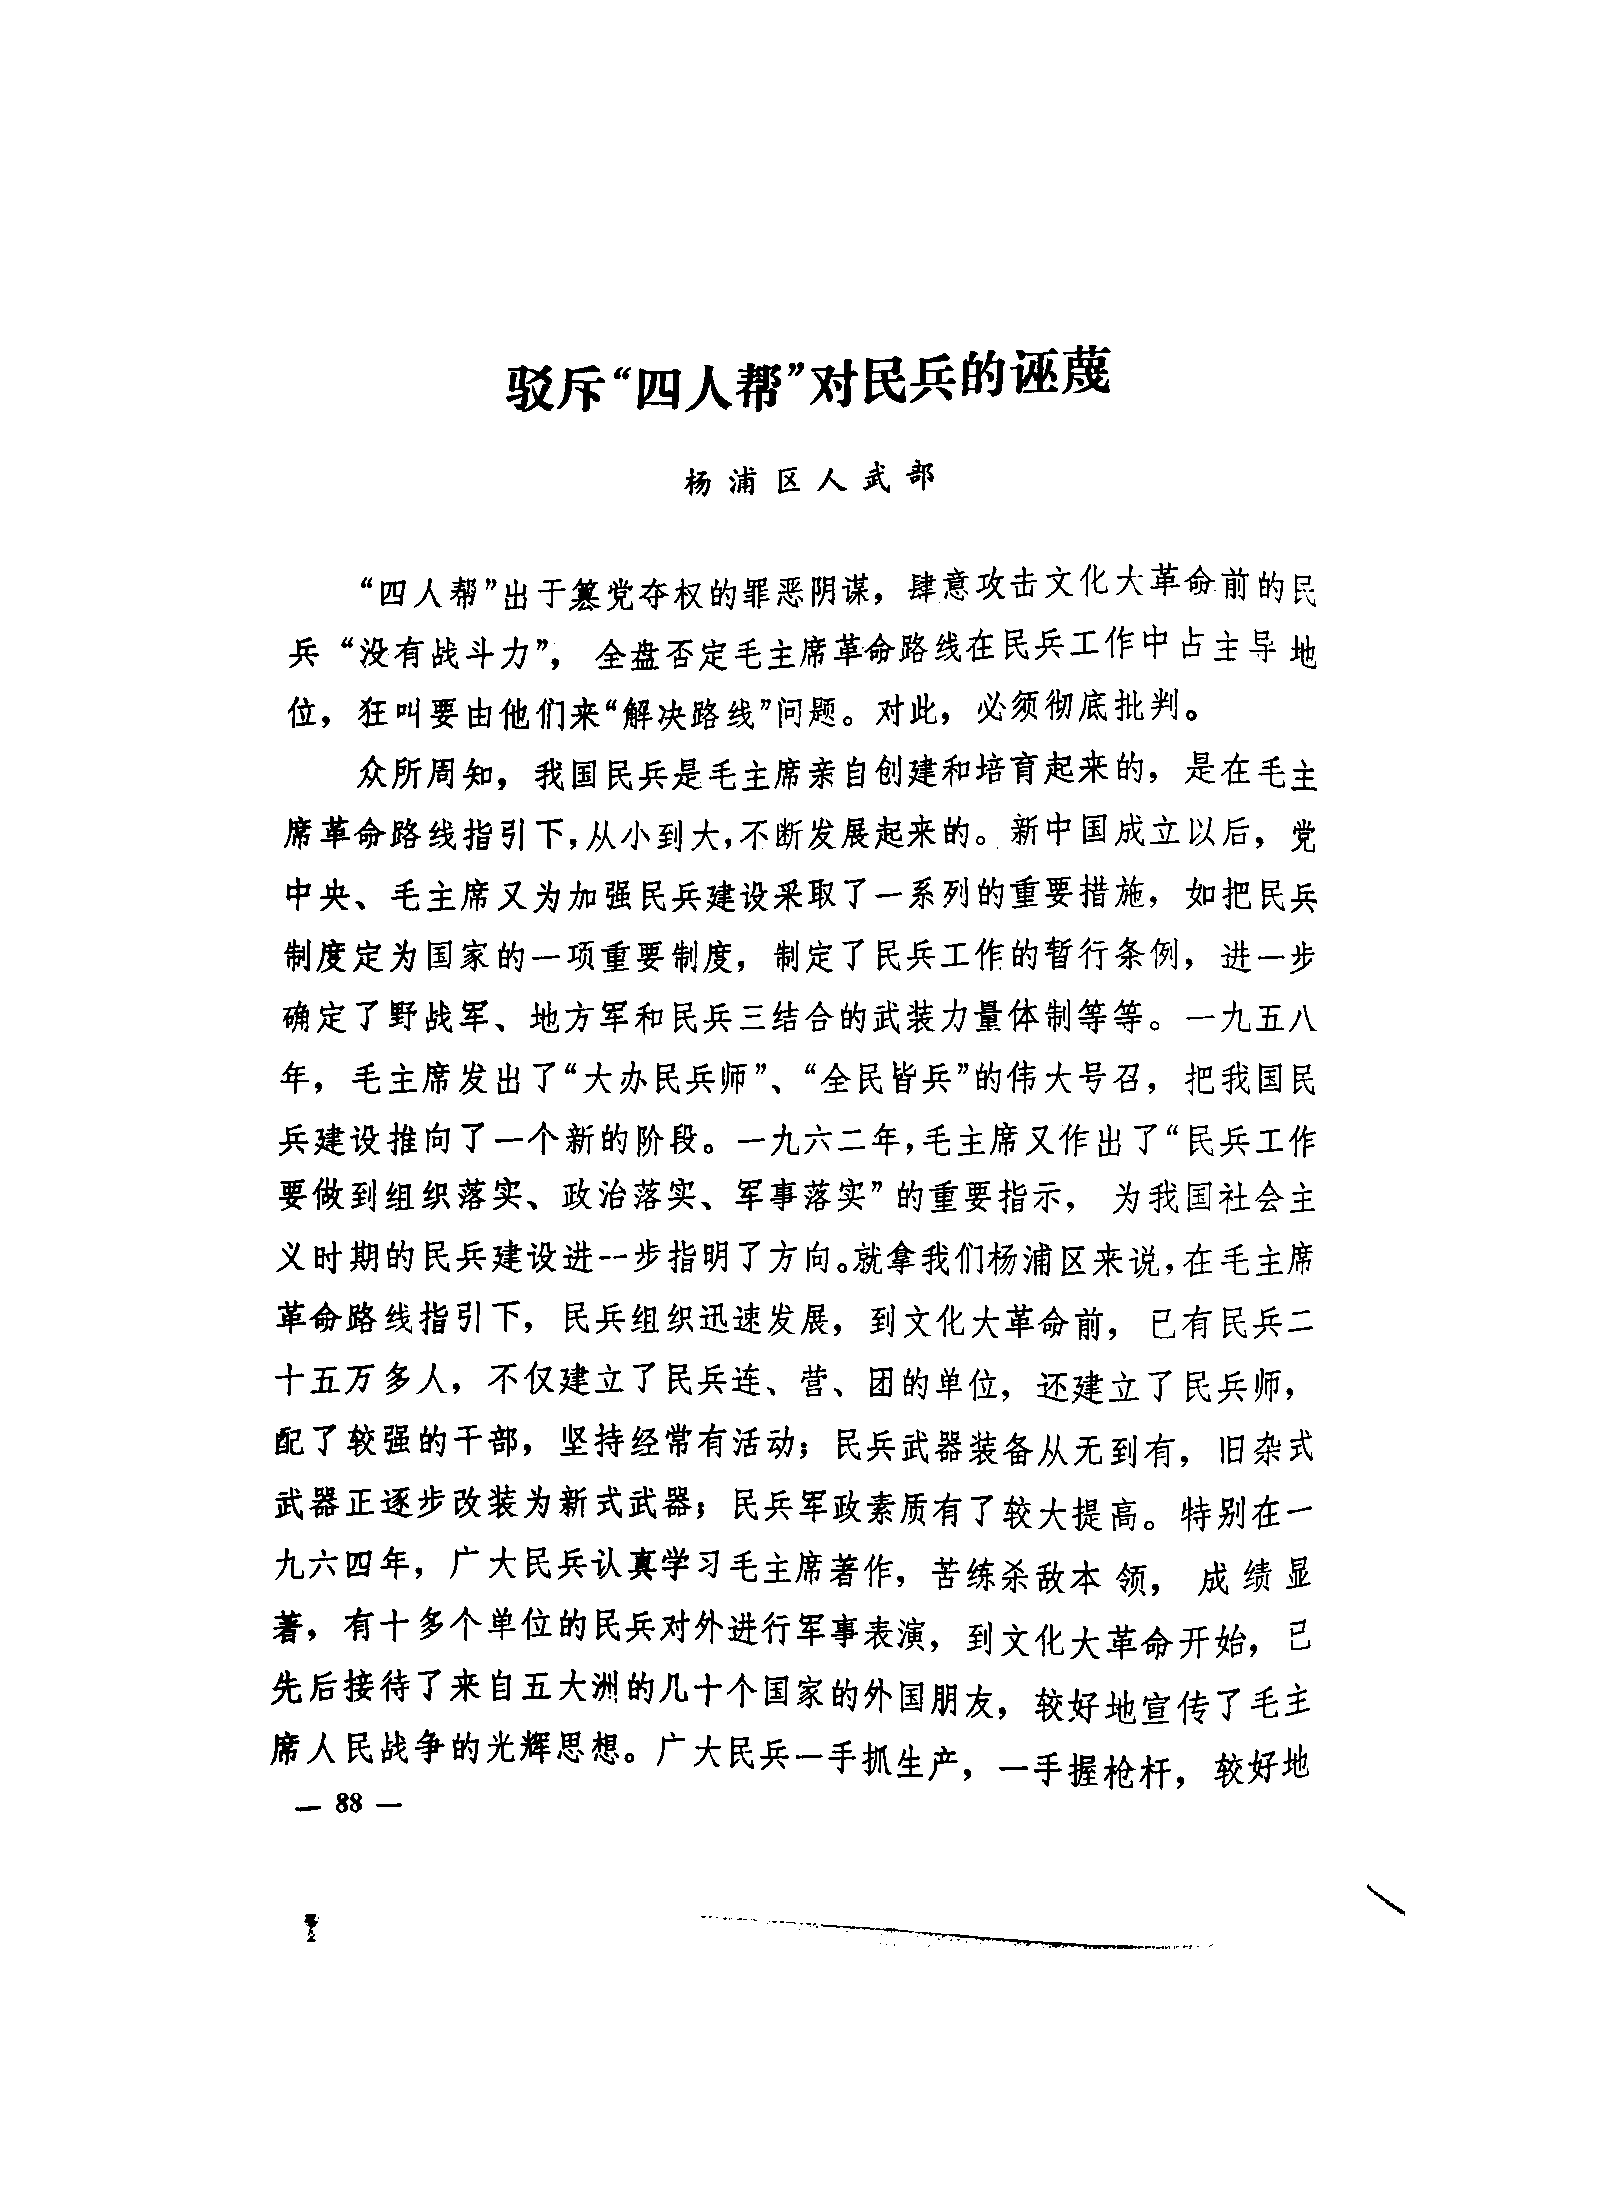 驳斥“四人帮”对民兵的诬蔑
杨浦区人武部
“四人帮”出于篡党夺权的罪恶阴谋，肆意攻击文化大革命前的民
兵“没有战斗力”，全盘否定毛主席革命路线在民兵工作中占主导地
位，狂叫要由他们来“解决路线”问题。对此，必须彻底批判。
众所周知，我国民兵是毛主席亲自创建和培育起来的，是在毛主
席革命路线指引下，从小到大，不断发展起来的。新中国成立以后，党
中央、毛主席又为加强民兵建设采取了一系列的重要措施，如把民兵
制度定为国家的一项重要制度，制定了民兵工作的暂行条例，进一步
确定了野战军、地方军和民兵三结合的武装力量体制等等。一九五八
年，毛主席发出了“大办民兵师”、“全民皆兵”的伟大号召，把我国民
兵建设推向了一个新的阶段。一九六二年，毛主席又作出了“民兵工作
要做到组织落实、政治落实、军事落实”的重要指示，为我国社会主
义时期的民兵建设进一步指明了方向。就拿我们杨浦区来说，在毛主席
革命路线指引下，民兵组织迅速发展，到文化大革命前，已有民兵二
十五万多人，不仅建立了民兵连、营、团的单位，还建立了民兵师，
配了较强的干部，坚持经常有活动；民兵武器装备从无到有，旧杂式
武器正逐步改装为新式武器；民兵军政素质有了较大提高。特别在一
九六四年，广大民兵认真学习毛主席著作，苦练杀敌本领，成绩显
著，有十多个单位的民兵对外进行军事表演，到文化大革命开始，已
先后接待了来自五大洲的几十个国家的外国朋友，较好地宣传了毛主
席人民战争的光辉思想。广大民兵一手抓生产，一手握枪杆，较好地
— 88 —